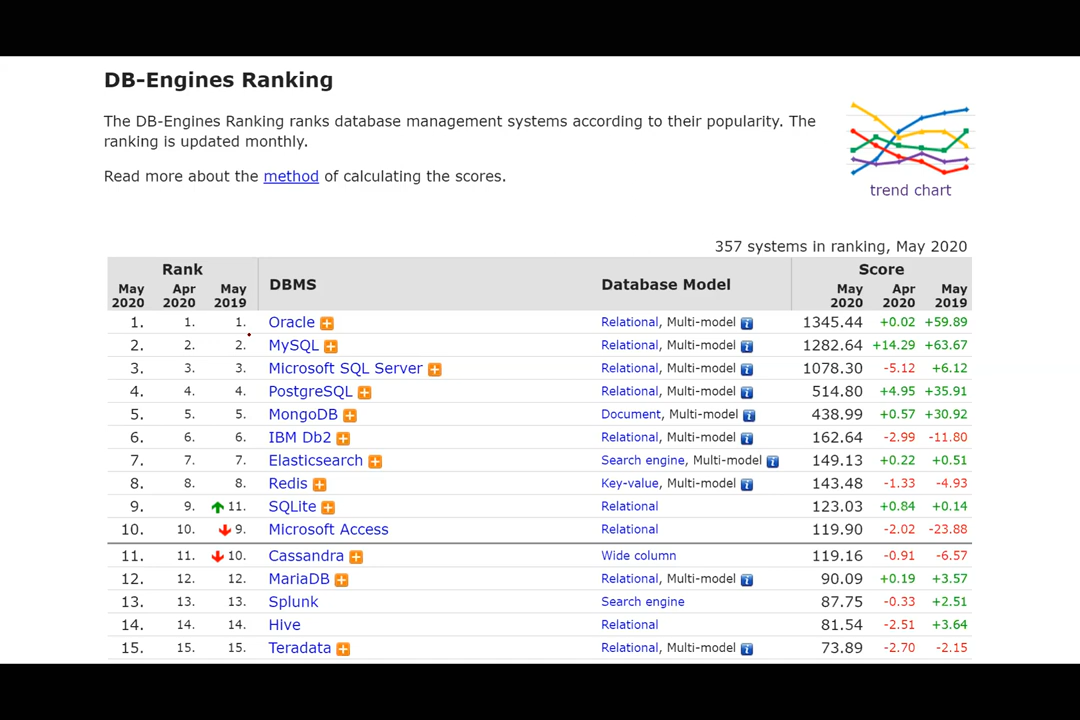 DB-Engines Ranking
The DB-Engines Ranking ranks database management systems according to their popularity. The
ranking is updated monthly.
Read more about the method of calculating the scores.
trend chart
357 systems in ranking, May 2020
Rank DBMS Database Model Score
May 2020 Apr 2020 May 2019 May 2020 Apr 2020 May 2019
1. 1. 1. Oracle Relational, Multi-model 1345.44 +0.02 +59.89
2. 2. 2. MySQL Relational, Multi-model 1282.64 +14.29 +63.67
3. 3. 3. Microsoft SQL Server Relational, Multi-model 1078.30 -5.12 +6.12
4. 4. 4. PostgreSQL Relational, Multi-model 514.80 +4.95 +35.91
5. 5. 5. MongoDB Document, Multi-model 438.99 +0.57 +30.92
6. 6. 6. IBM Db2 Relational, Multi-model 162.64 -2.99 -11.80
7. 7. 7. Elasticsearch Search engine, Multi-model 149.13 +0.22 +0.51
8. 8. 8. Redis Key-value, Multi-model 143.48 -1.33 -4.93
9. 9. 11. SQLite Relational 123.03 +0.84 +0.14
10. 10. 9. Microsoft Access Relational 119.90 -2.02 -23.88
11. 11. 10. Cassandra Wide column 119.16 -0.91 -6.57
12. 12. 12. MariaDB Relational, Multi-model 90.09 +0.19 +3.57
13. 13. 13. Splunk Search engine 87.75 -0.33 +2.51
14. 14. 14. Hive Relational 81.54 -2.51 +3.64
15. 15. 15. Teradata Relational, Multi-model 73.89 -2.70 -2.15